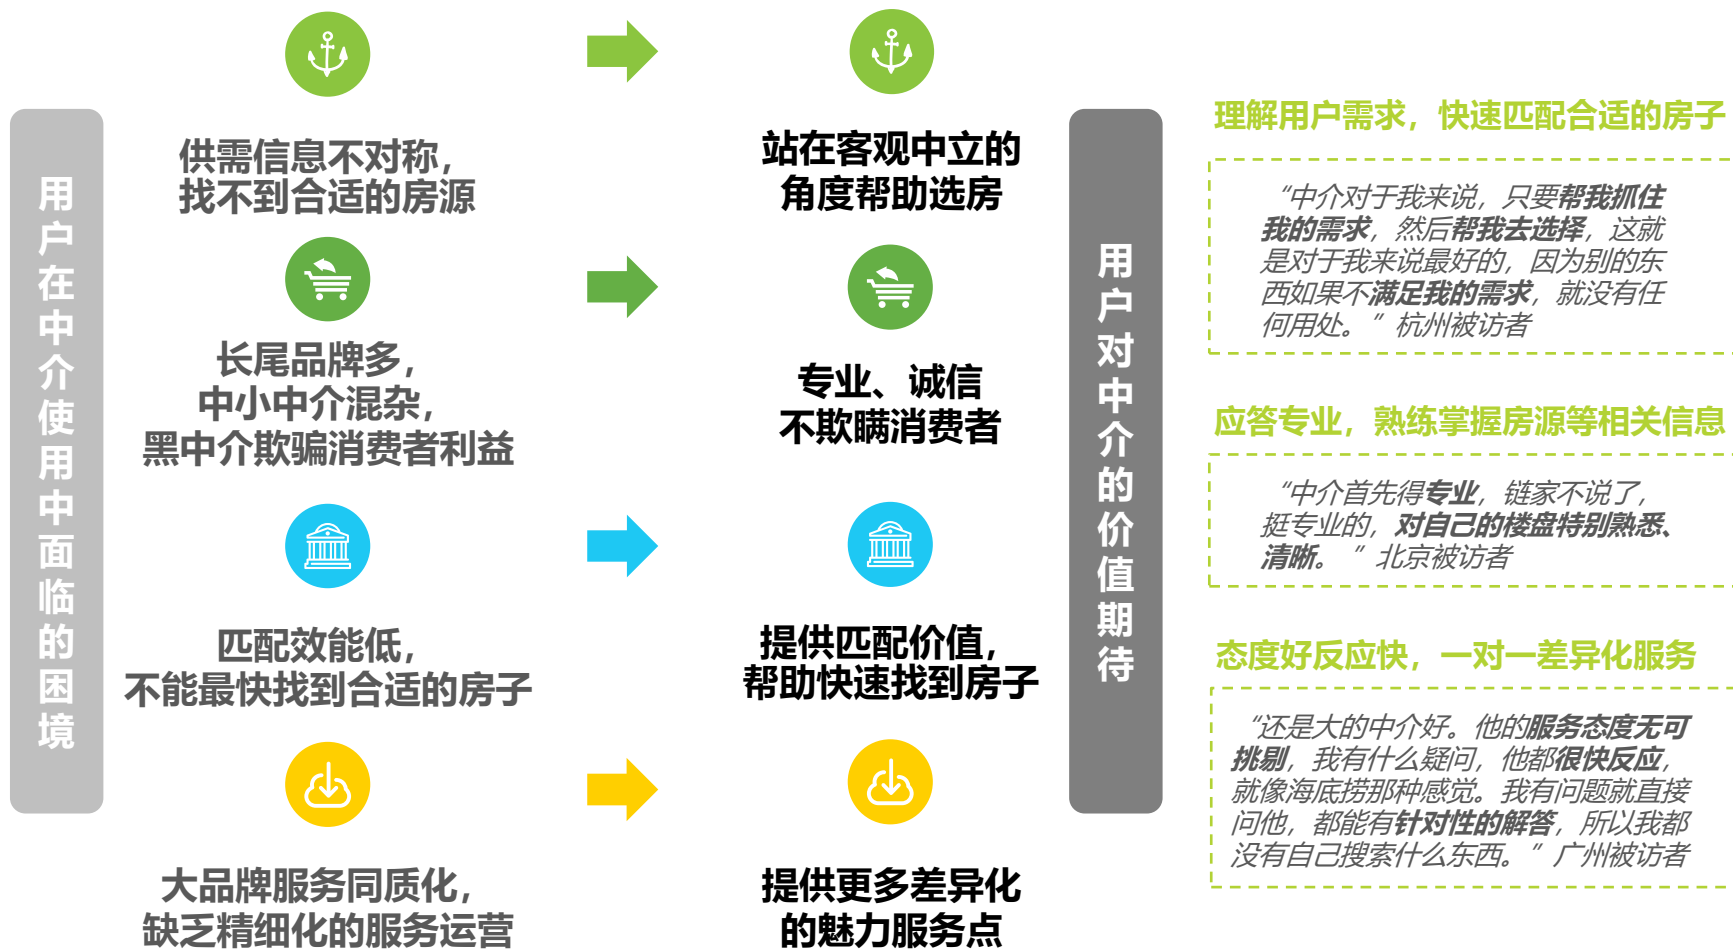 用户在中介使用中面临的困境
供需信息不对称，
找不到合适的房源
长尾品牌多，
中小中介混杂，
黑中介欺骗消费者利益
匹配效能低，
不能最快找到合适的房子
大品牌服务同质化，
缺乏精细化的服务运营
站在客观中立的
角度帮助选房
专业、诚信
不欺瞒消费者
提供匹配价值，
帮助快速找到房子
提供更多差异化
的魅力服务点
用户对中介的价值期待
理解用户需求，快速匹配合适的房子
“中介对于我来说，只要帮我抓住
我的需求，然后帮我去选择，这就
是对于我来说最好的，因为别的东
西如果不满足我的需求，就没有任
何用处。”杭州被访者
应答专业，熟练掌握房源等相关信息
“中介首先得专业，链家不说了，
挺专业的，对自己的楼盘特别熟悉、
清晰。”北京被访者
态度好反应快，一对一差异化服务
“还是大的中介好。他的服务态度无可
挑剔，我有什么疑问，他都很快反应，
就像海底捞那种感觉。我有问题就直接
问他，都能有针对性的解答，所以我都
没有自己搜索什么东西。”广州被访者